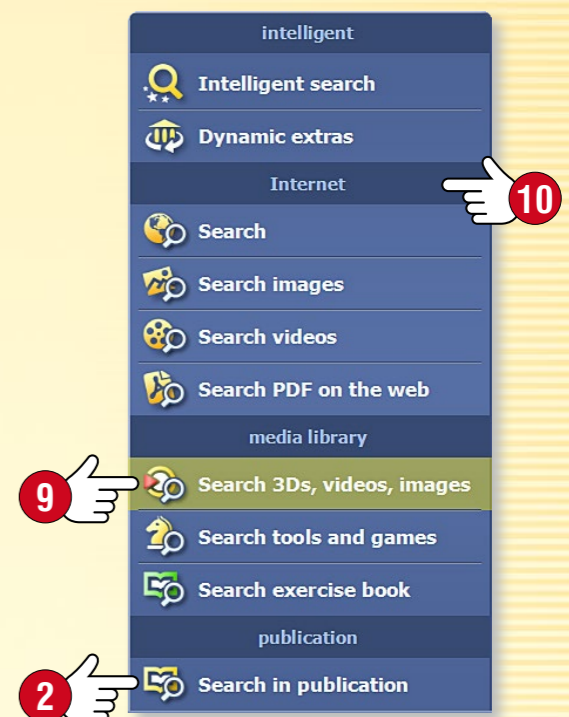 intelligent
Intelligent search
Dynamic extras
Internet
10
Search
Search images
Search videos
Search PDF on the web
media library
9
Search 3Ds, videos, images
Search tools and games
Search exercise book
publication
2
Search in publication